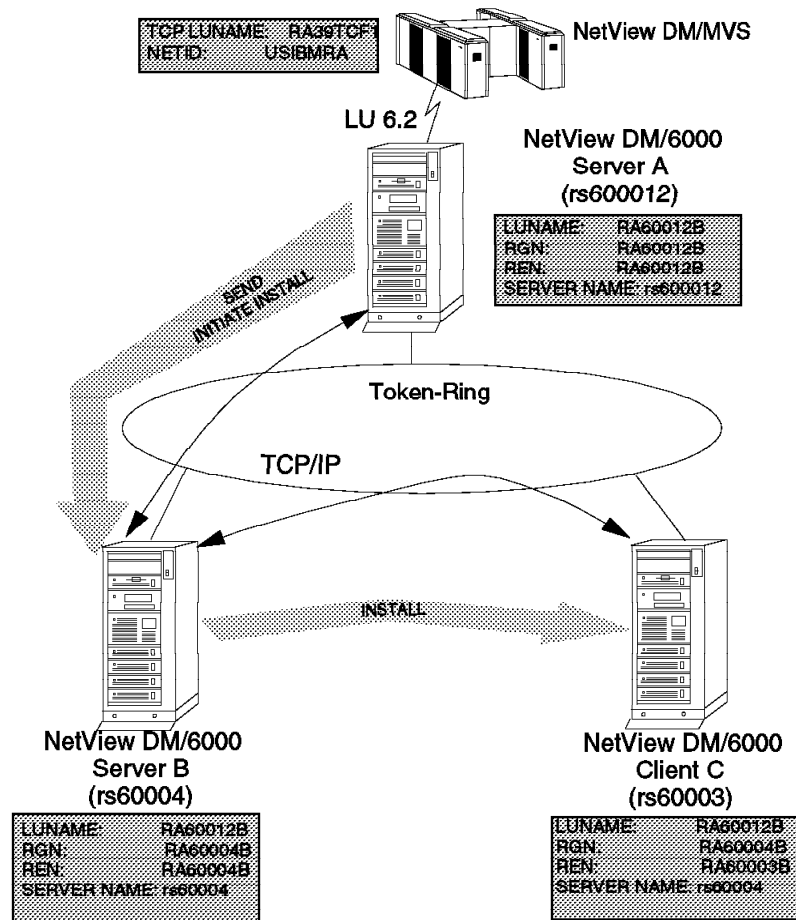 TCP LUNAME: RA39TCF1
NETID: USIBMRA
NetView DM/MVS
LU 6.2
NetView DM/6000
Server A
(rs600012)
LUNAME: RA60012B
RGN: RA60012B
REN: RA60012B
SERVER NAME: rs600012
SEND
INITIATE INSTALL
Token-Ring
TCP/IP
INSTALL
NetView DM/6000
Server B
(rs60004)
LUNAME: RA60012B
RGN: RA60004B
REN: RA60004B
SERVER NAME: rs60004
NetView DM/6000
Client C
(rs60003)
LUNAME: RA60012B
RGN: RA60004B
REN: RA60003B
SERVER NAME: rs60004